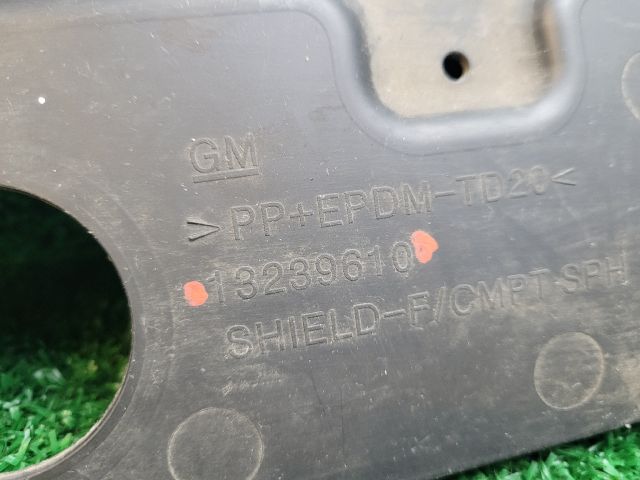 GM
>PP+EPDM-TD20<
13239610
SHIELD-F/CMPT SPH